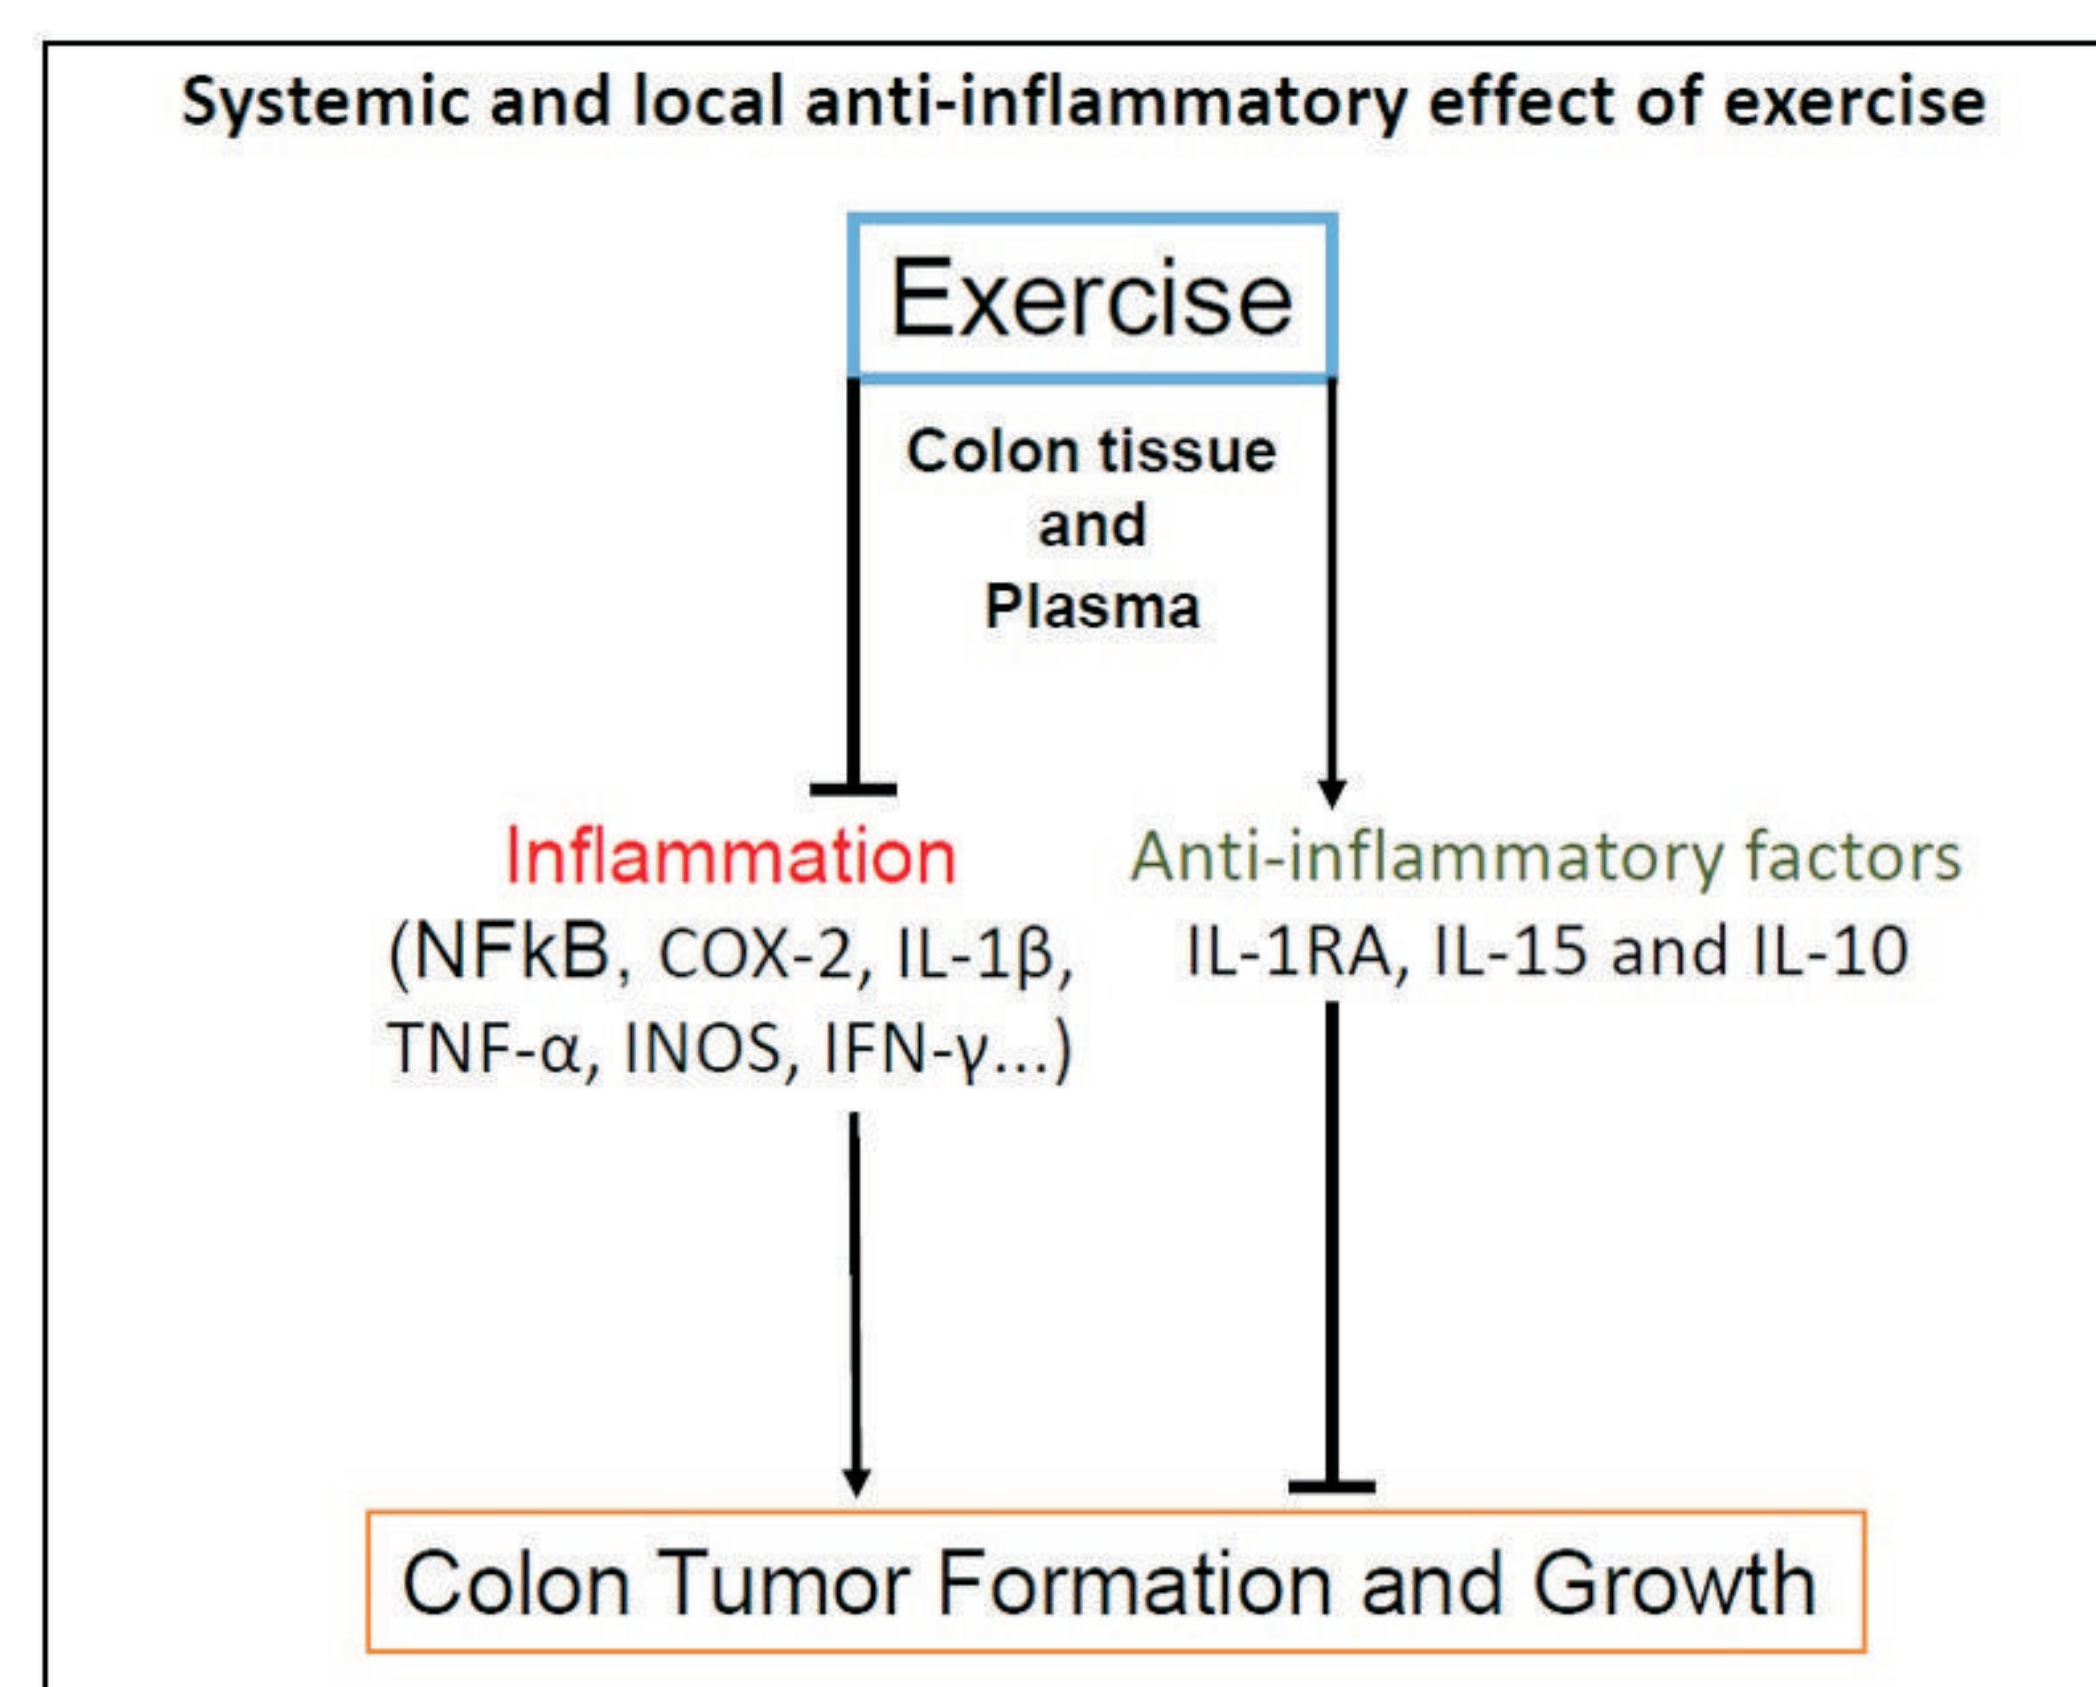 Systemic and local anti-inflammatory effect of exercise
Exercise
Colon tissue
and
Plasma
Inflammation
(NFkB, COX-2, IL-1β,
TNF-α, INOS, IFN-γ...)
Anti-inflammatory factors
IL-1RA, IL-15 and IL-10
Colon Tumor Formation and Growth